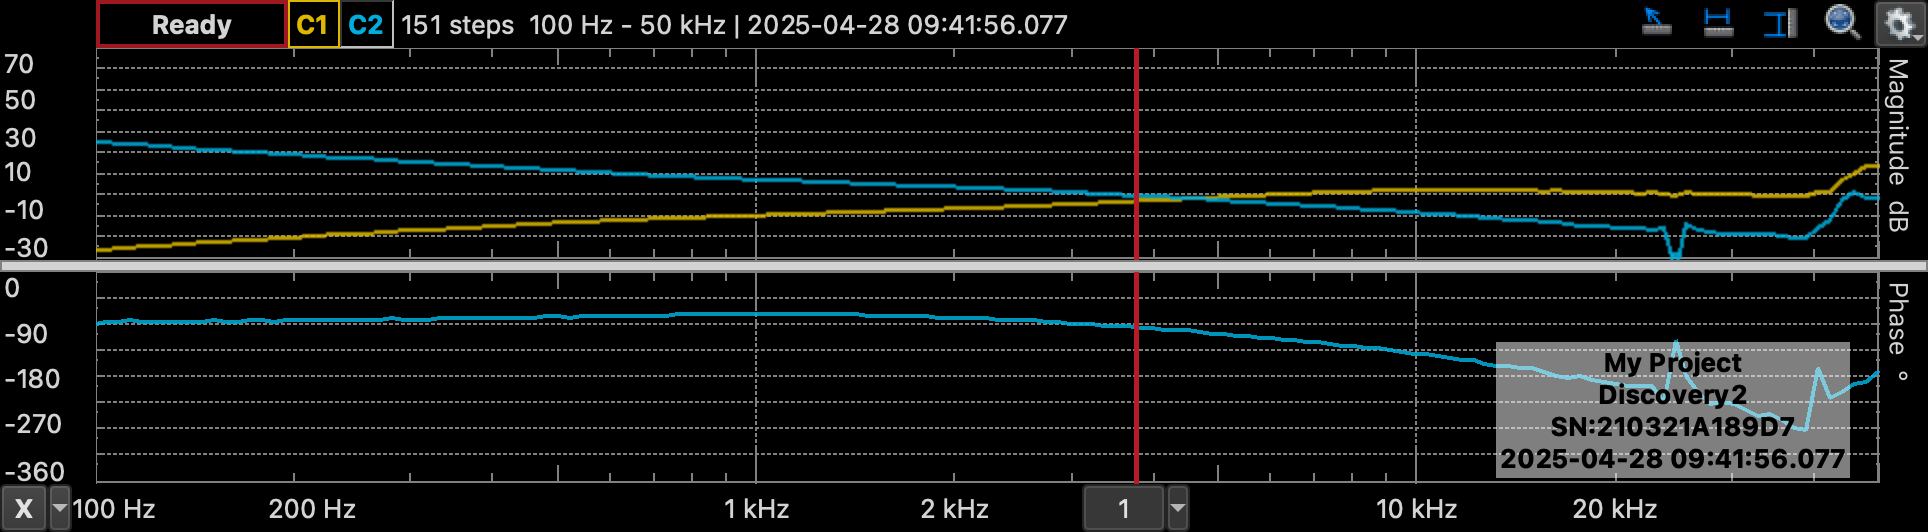 Ready C1 C2 151 steps 100 Hz - 50 kHz | 2025-04-28 09:41:56.077
70
50
30
10
-10
-30
Magnitude dB
0
-90
-180
-270
-360
Phase °
My Project
Discovery2
SN:210321A189D7
2025-04-28 09:41:56.077
X 100 Hz 200 Hz 1 kHz 2 kHz 1 10 kHz 20 kHz